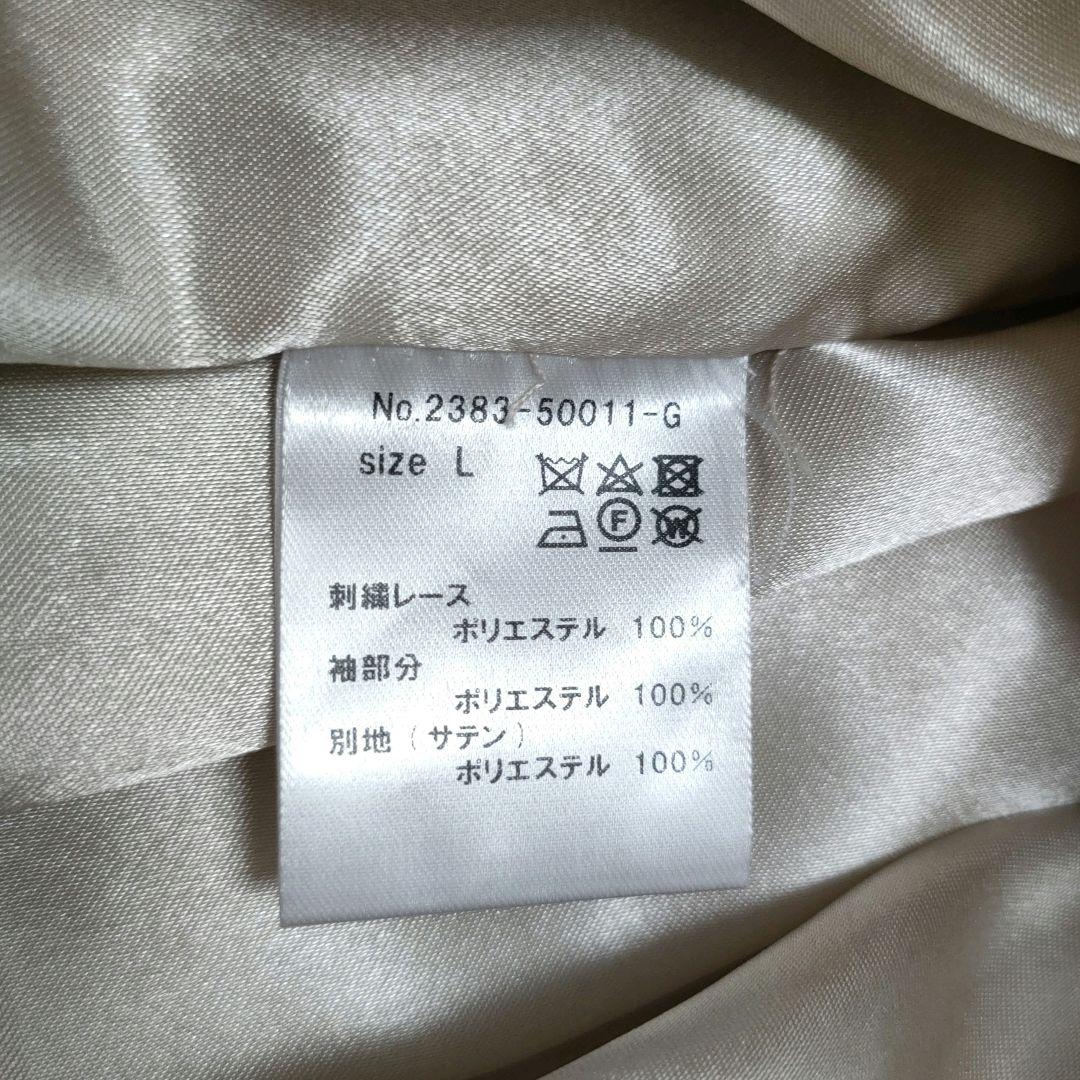 No.2383-50011-G
size L
F W
刺繍レース
ポリエステル 100%
袖部分
ポリエステル 100%
別地(サテン)
ポリエステル 100%